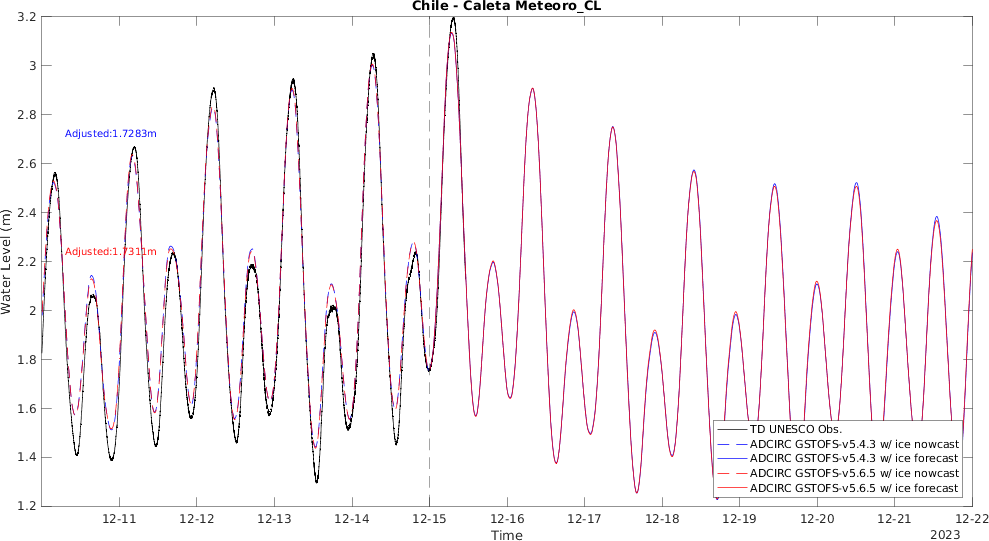 Chile - Caleta Meteoro_CL
3.2
3
2.8
2.6
2.4
2.2
2
1.8
1.6
1.4
1.2
Water Level (m)
Adjusted:1.7283m
Adjusted:1.7311m
TD UNESCO Obs.
ADCIRC GSTOFS-v5.4.3 w/ ice nowcast
ADCIRC GSTOFS-v5.4.3 w/ ice forecast
ADCIRC GSTOFS-v5.6.5 w/ ice nowcast
ADCIRC GSTOFS-v5.6.5 w/ ice forecast
12-11 12-12 12-13 12-14 12-15 12-16 12-17 12-18 12-19 12-20 12-21 12-22
Time
2023